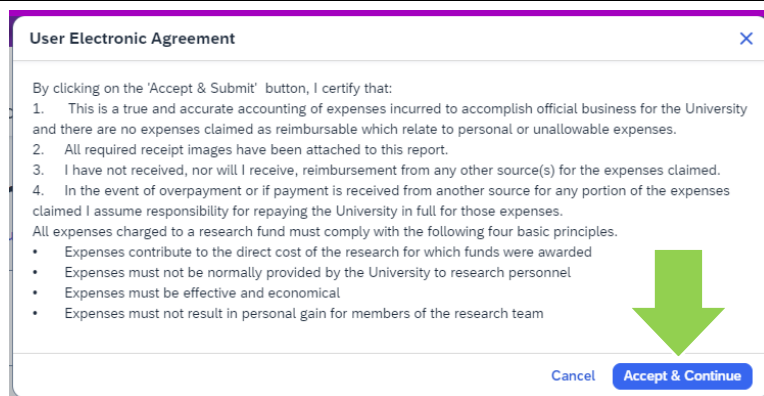 User Electronic Agreement
By clicking on the 'Accept & Submit' button, I certify that:
1. This is a true and accurate accounting of expenses incurred to accomplish official business for the University
and there are no expenses claimed as reimbursable which relate to personal or unallowable expenses.
2. All required receipt images have been attached to this report.
3. I have not received, nor will I receive, reimbursement from any other source(s) for the expenses claimed.
4. In the event of overpayment or if payment is received from another source for any portion of the expenses
claimed I assume responsibility for repaying the University in full for those expenses.
All expenses charged to a research fund must comply with the following four basic principles.
• Expenses contribute to the direct cost of the research for which funds were awarded
• Expenses must not be normally provided by the University to research personnel
• Expenses must be effective and economical
• Expenses must not result in personal gain for members of the research team
Cancel Accept & Continue